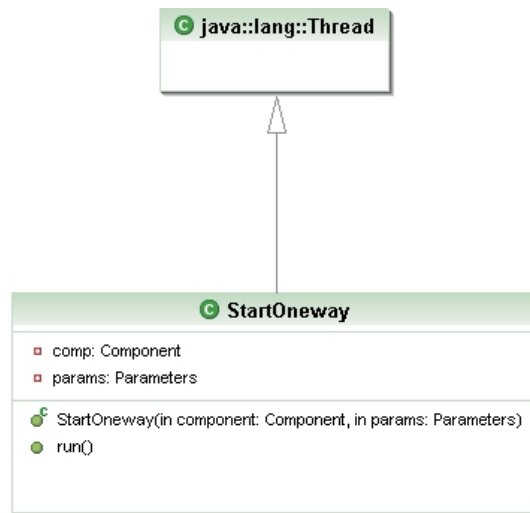 C java::lang::Thread
C StartOneway
comp: Component
params: Parameters
C StartOneway(in component: Component, in params: Parameters)
run()